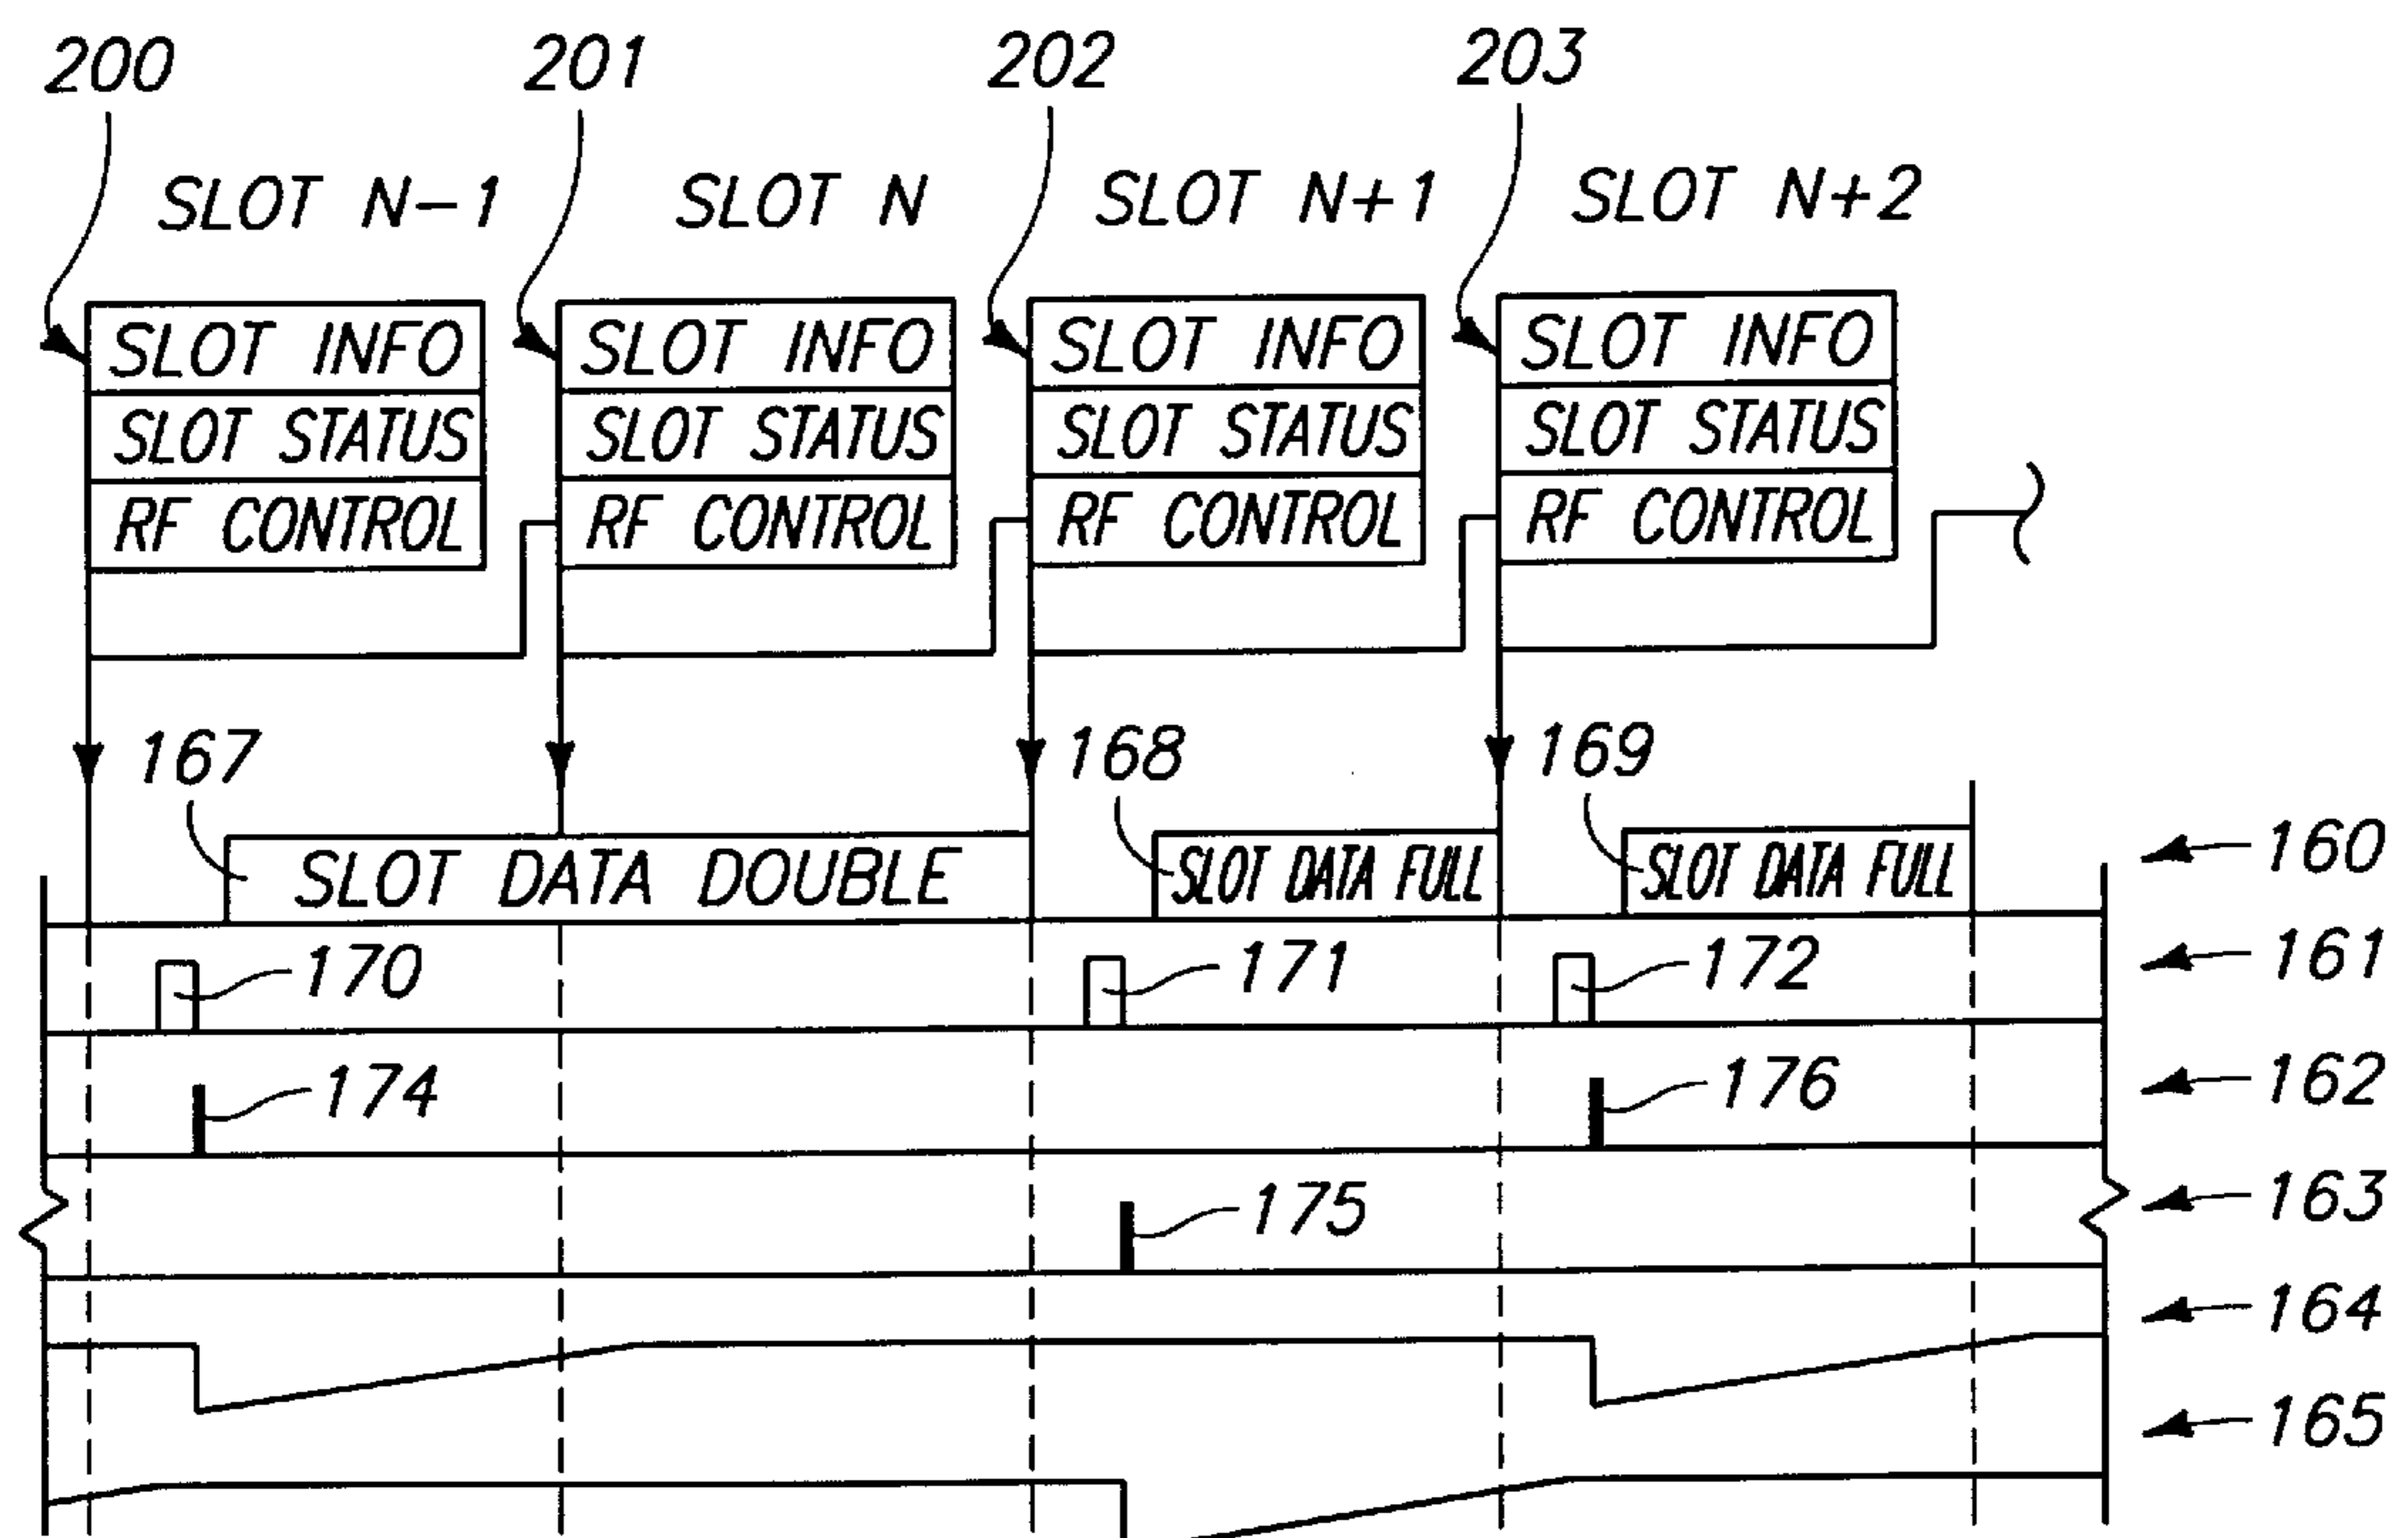 200 201 202 203
SLOT N-1 SLOT N SLOT N+1 SLOT N+2
SLOT INFO SLOT INFO SLOT INFO SLOT INFO
SLOT STATUS SLOT STATUS SLOT STATUS SLOT STATUS
RF CONTROL RF CONTROL RF CONTROL RF CONTROL
167 168 169
SLOT DATA DOUBLE SLOT DATA FULL SLOT DATA FULL 160
170 171 172 161
174 176 162
175 163
164
165